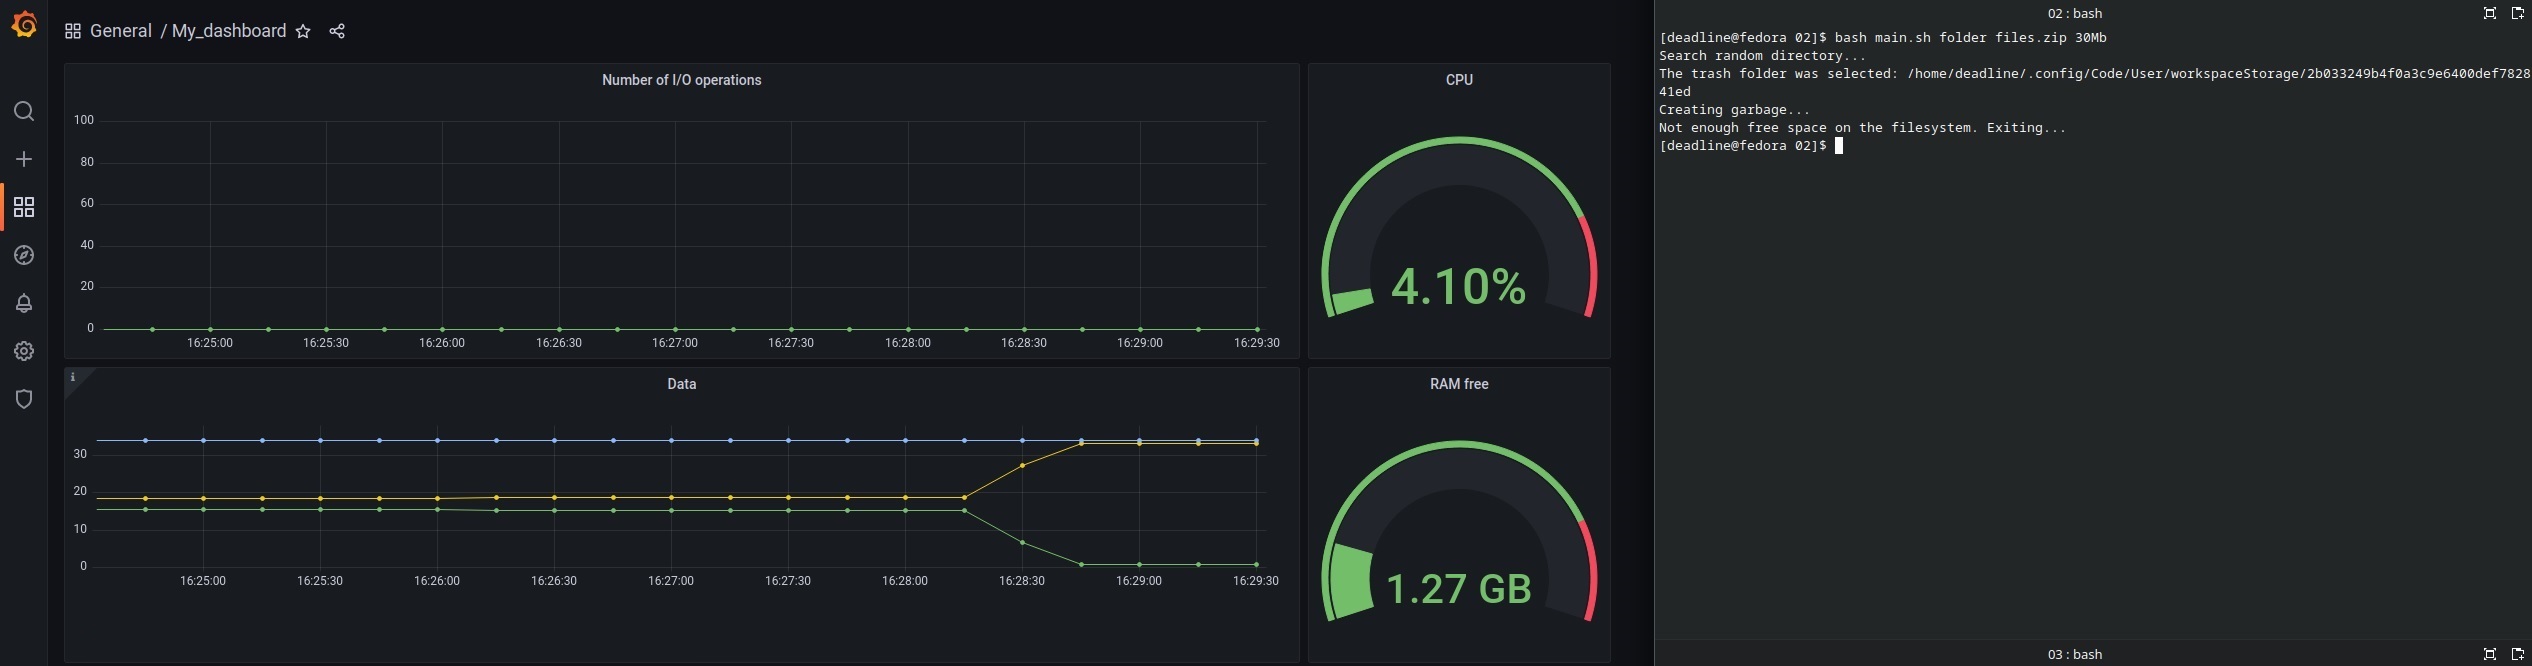 General / My_dashboard
Number of I/O operations
100
80
60
40
20
0
16:25:00 16:25:30 16:26:00 16:26:30 16:27:00 16:27:30 16:28:00 16:28:30 16:29:00 16:29:30
CPU
4.10%
i
Data
30
20
10
0
16:25:00 16:25:30 16:26:00 16:26:30 16:27:00 16:27:30 16:28:00 16:28:30 16:29:00 16:29:30
RAM free
1.27 GB
02 : bash
[deadline@fedora 02]$ bash main.sh folder files.zip 30Mb
Search random directory...
The trash folder was selected: /home/deadline/.config/Code/User/workspaceStorage/2b033249b4f0a3c9e6400def7828
41ed
Creating garbage...
Not enough free space on the filesystem. Exiting...
[deadline@fedora 02]$
03 : bash